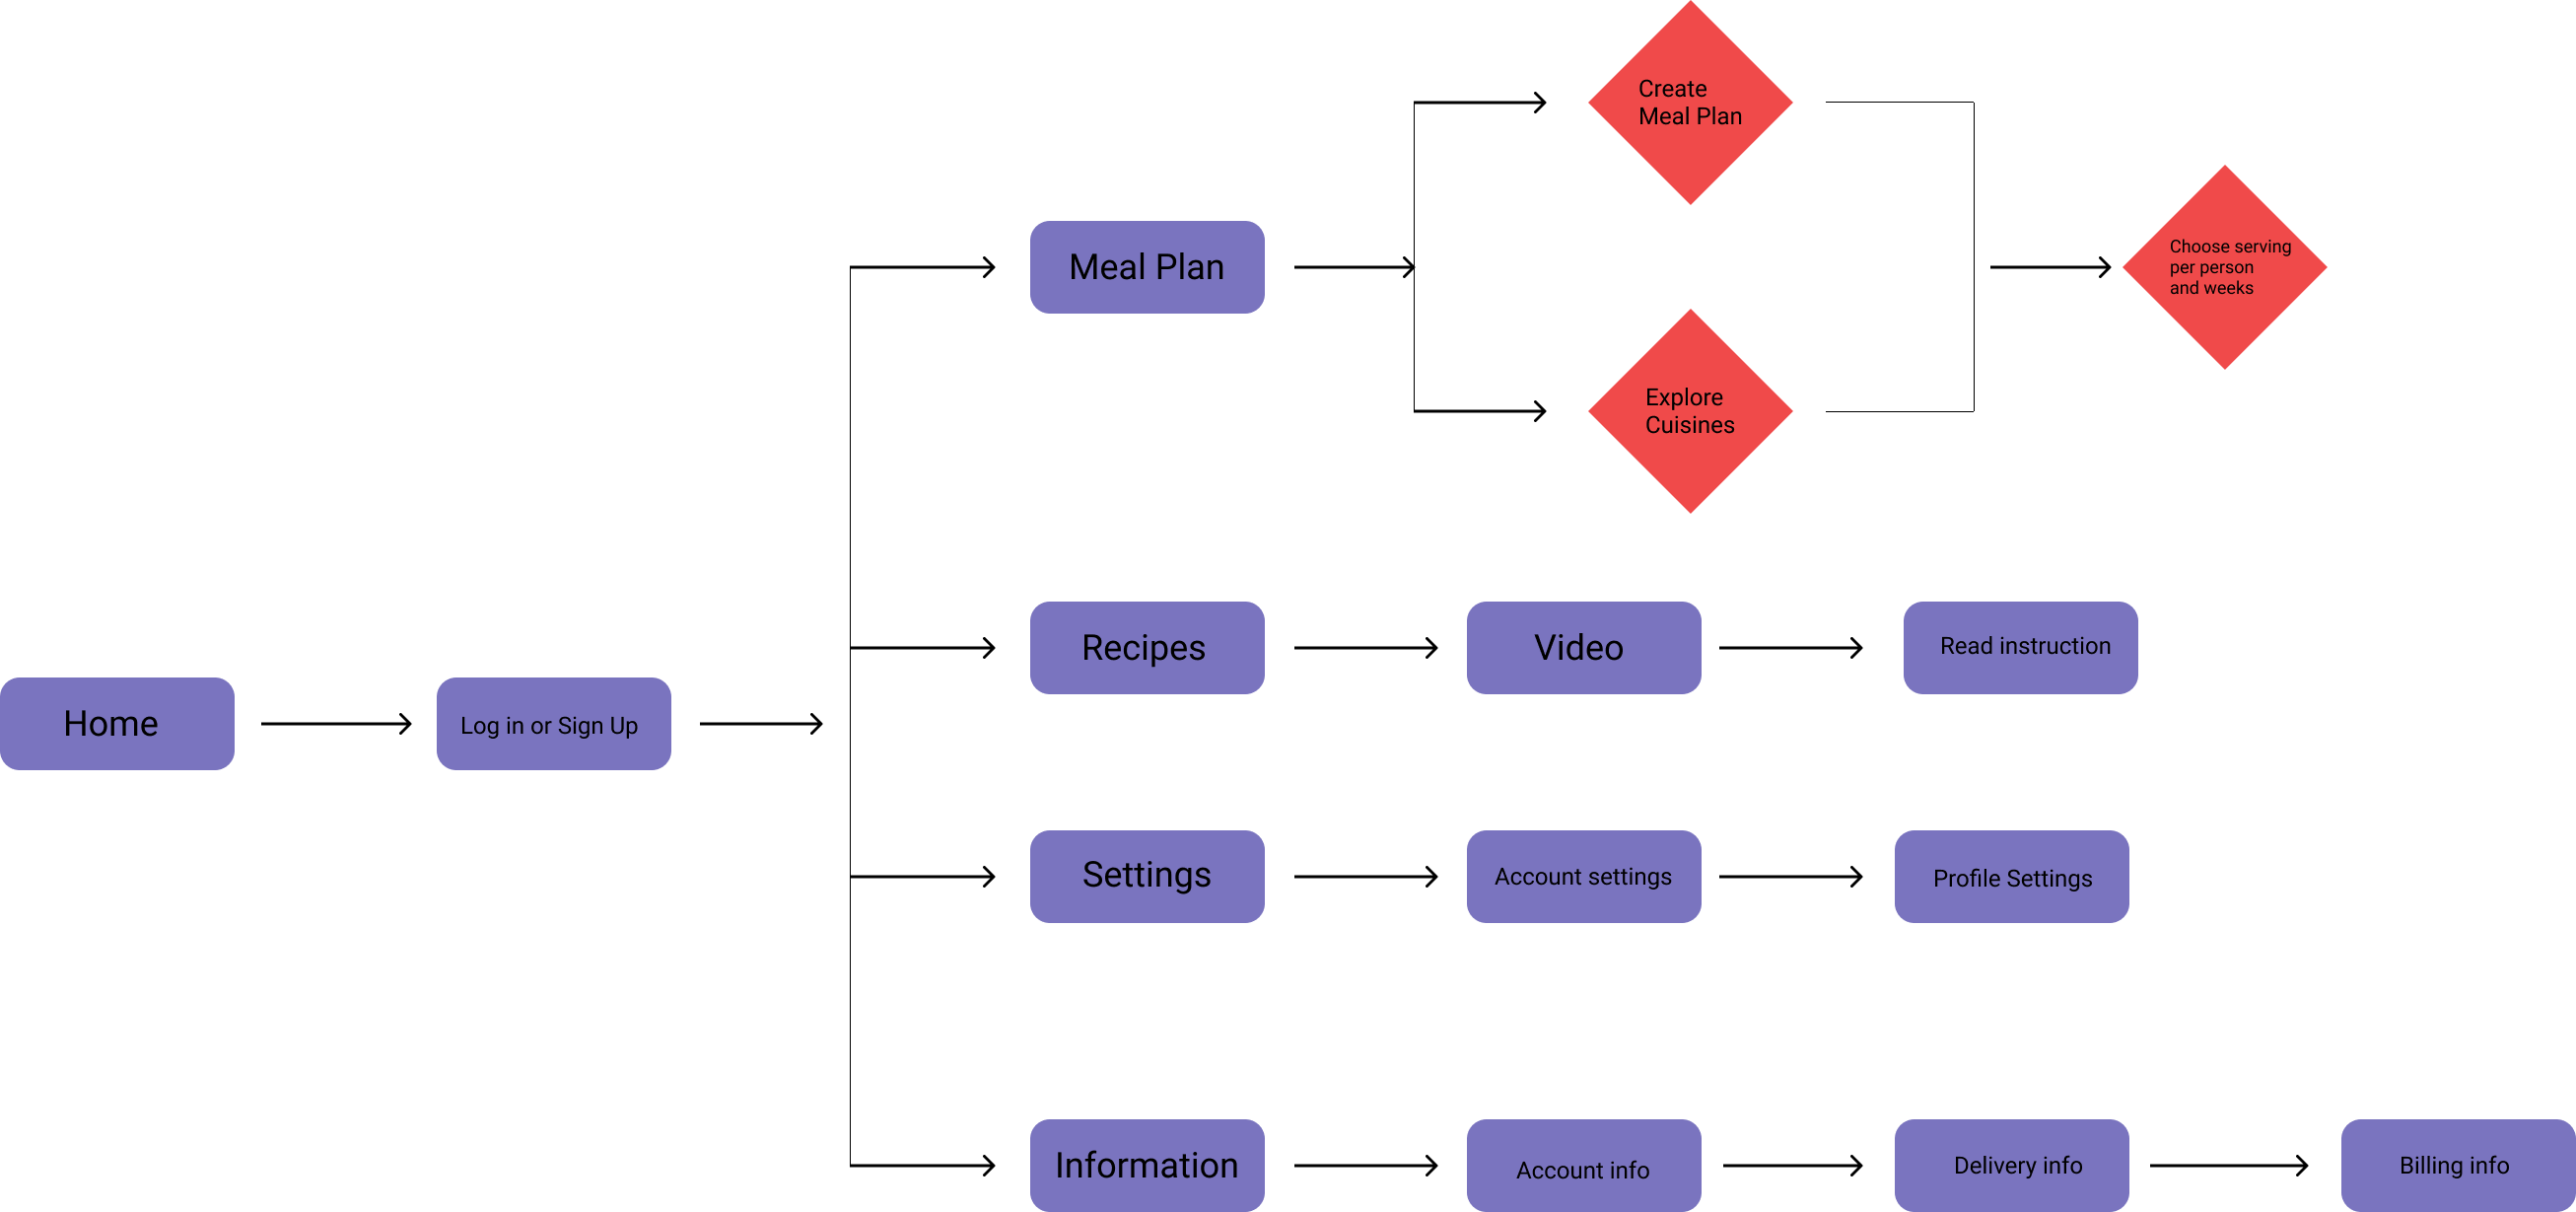 Create
Meal Plan
Meal Plan
Choose serving
per person
and weeks
Explore
Cuisines
Recipes
Video
Read instruction
Home
Log in or Sign Up
Settings
Account settings
Profile Settings
Information
Account info
Delivery info
Billing info